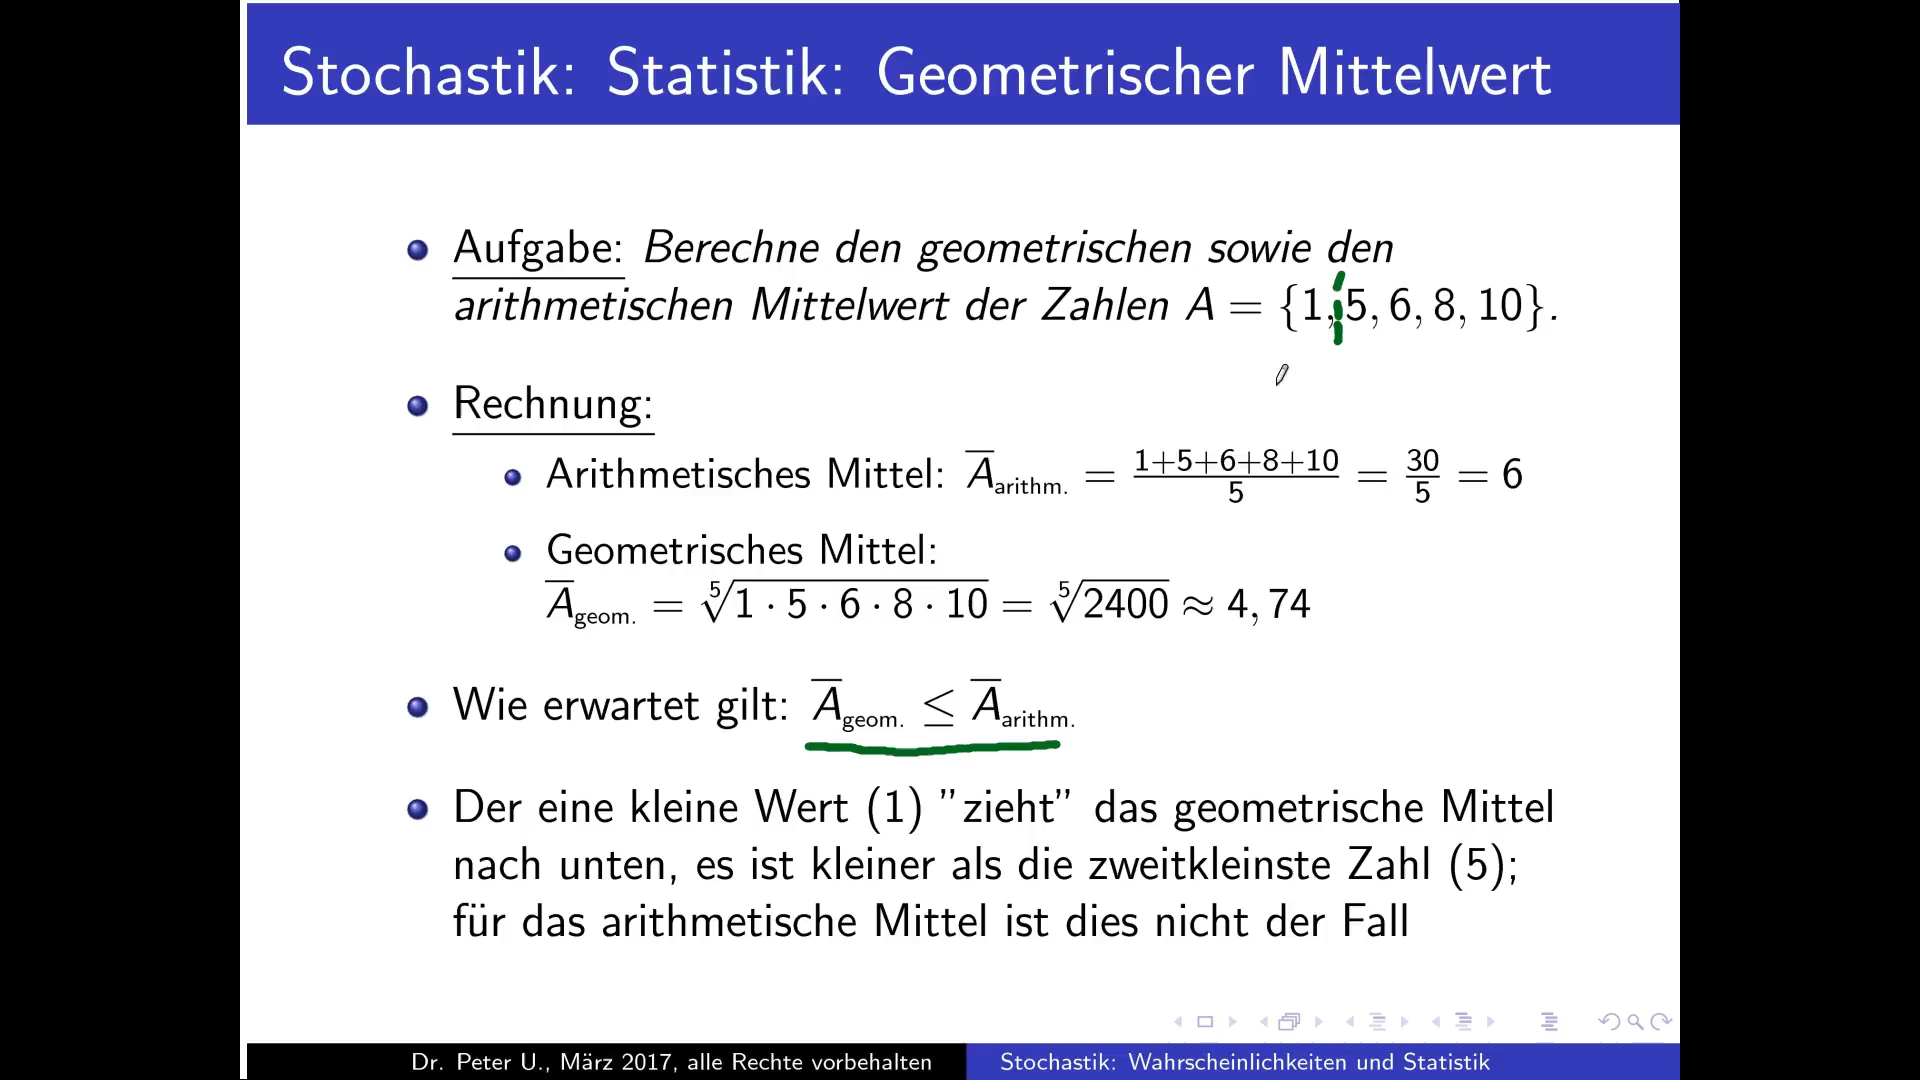 Stochastik: Statistik: Geometrischer Mittelwert
Aufgabe: Berechne den geometrischen sowie den
arithmetischen Mittelwert der Zahlen A = {1, 5, 6, 8, 10}.
Rechnung:
Arithmetisches Mittel: A̅_arithm. = (1+5+6+8+10)/5 = 30/5 = 6
Geometrisches Mittel:
A̅_geom. = ⁵√(1 · 5 · 6 · 8 · 10) = ⁵√2400 ≈ 4, 74
Wie erwartet gilt: A̅_geom. ≤ A̅_arithm.
Der eine kleine Wert (1) ”zieht” das geometrische Mittel
nach unten, es ist kleiner als die zweitkleinste Zahl (5);
für das arithmetische Mittel ist dies nicht der Fall
Dr. Peter U., März 2017, alle Rechte vorbehalten
Stochastik: Wahrscheinlichkeiten und Statistik